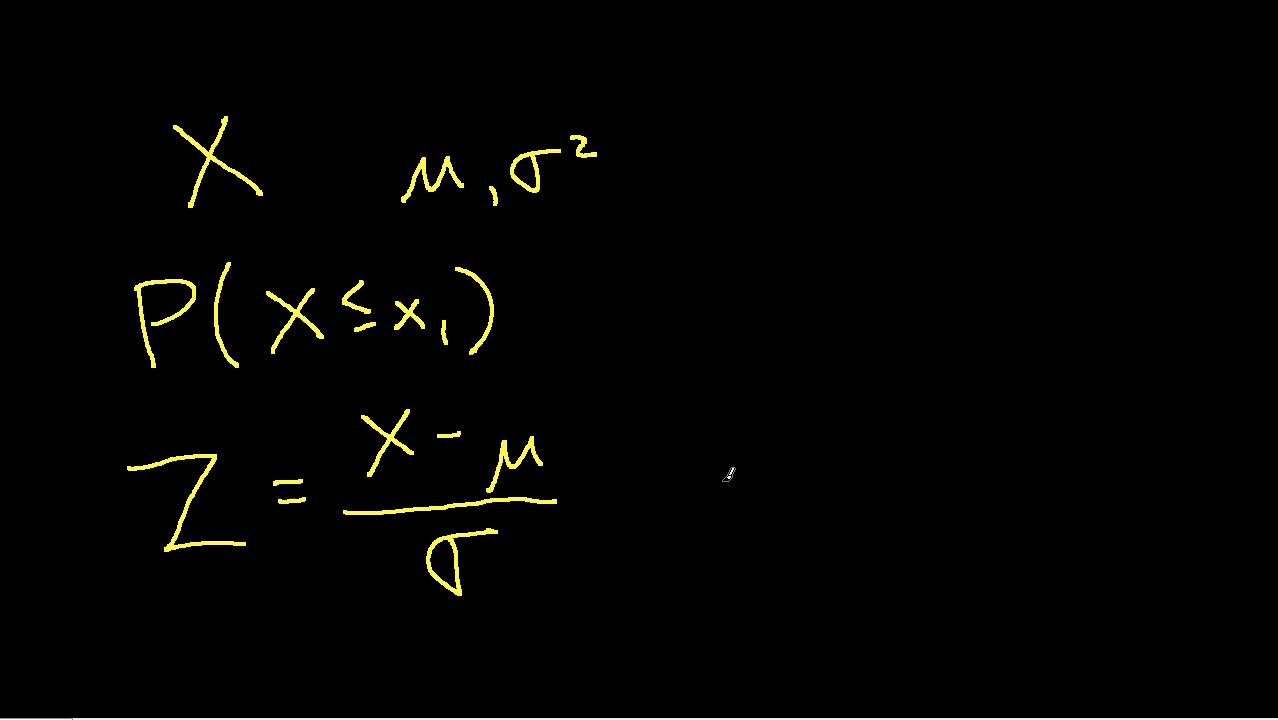 X μ, σ²
P(X ≤ x₁)
Z = (X - μ) / σ